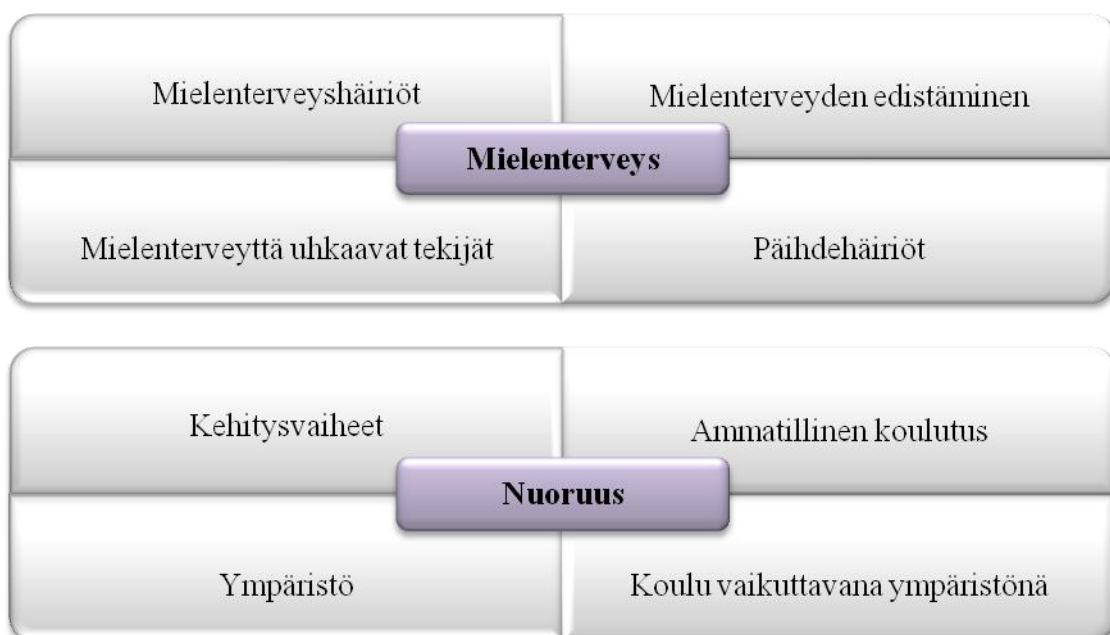 Mielenterveyshäiriöt
Mielenterveyden edistäminen
Mielenterveys
Mielenterveyttä uhkaavat tekijät
Päihdehäiriöt
Kehitysvaiheet
Ammatillinen koulutus
Nuoruus
Ympäristö
Koulu vaikuttavana ympäristönä